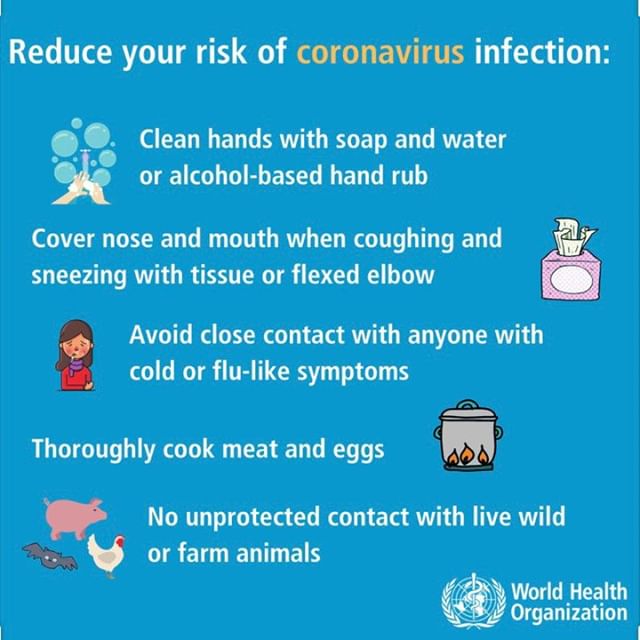 Reduce your risk of coronavirus infection:
Clean hands with soap and water
or alcohol-based hand rub
Cover nose and mouth when coughing and
sneezing with tissue or flexed elbow
Avoid close contact with anyone with
cold or flu-like symptoms
Thoroughly cook meat and eggs
No unprotected contact with live wild
or farm animals
World Health
Organization